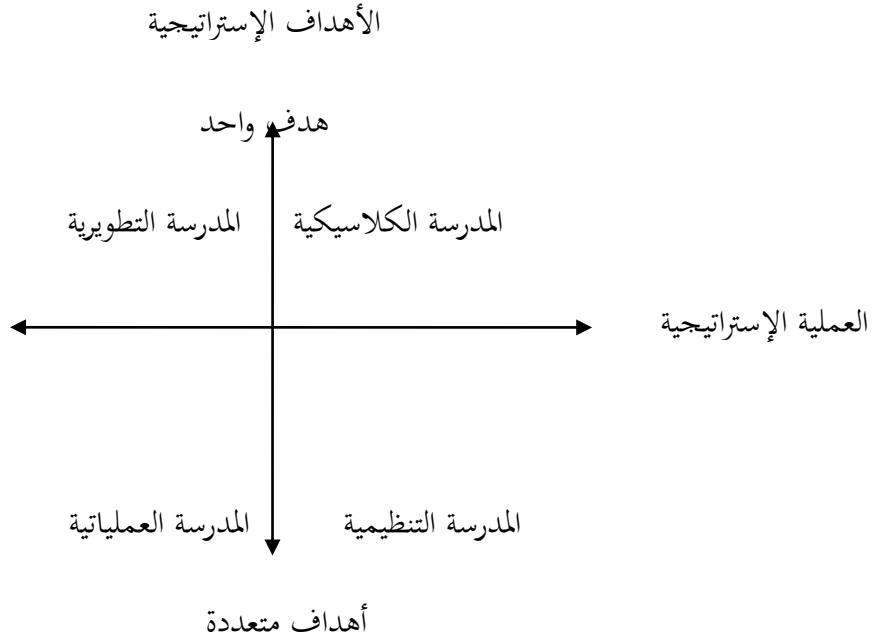 الأهداف الإستراتيجية
هدف واحد
المدرسة الكلاسيكية المدرسة التطويرية
العملية الإستراتيجية
المدرسة التنظيمية المدرسة العملياتية
أهداف متعددة